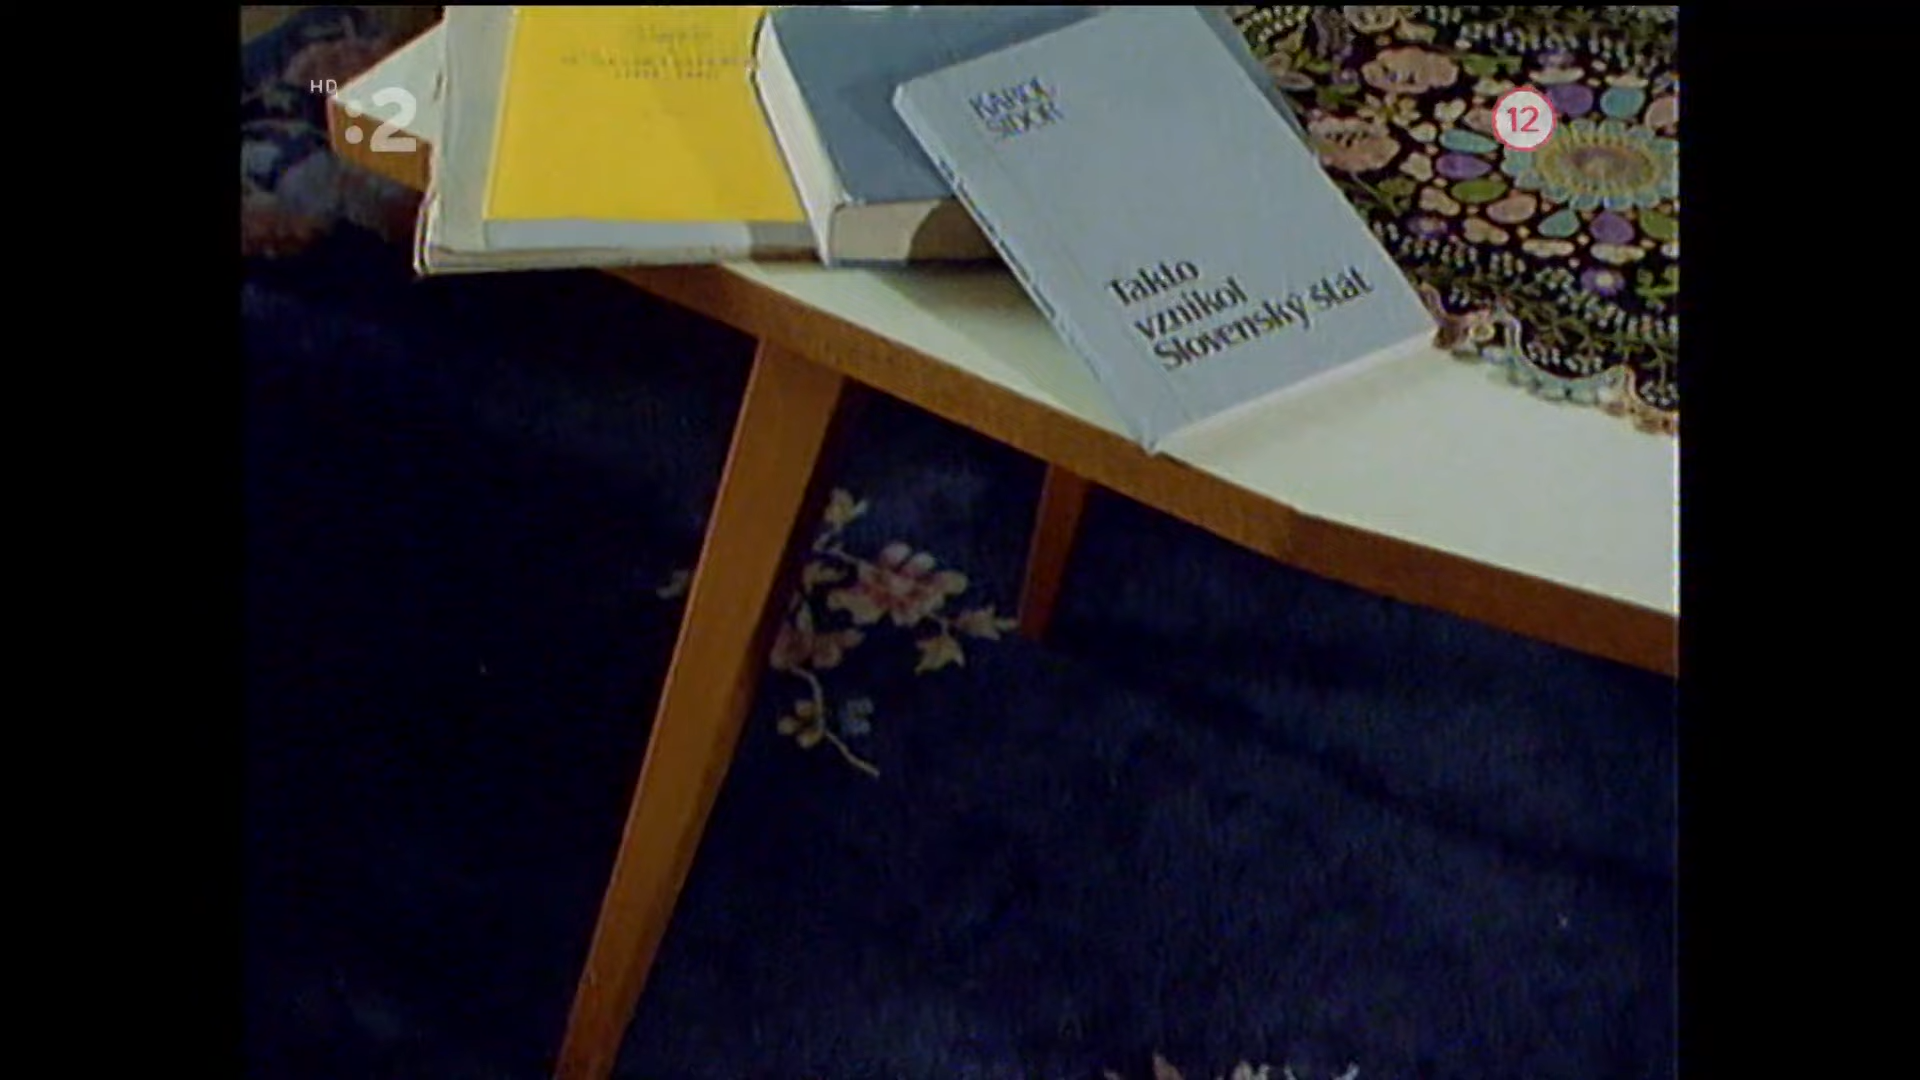 HD
:2
12
KAROL
SIDOR
Takto
vznikol
Slovenský štát